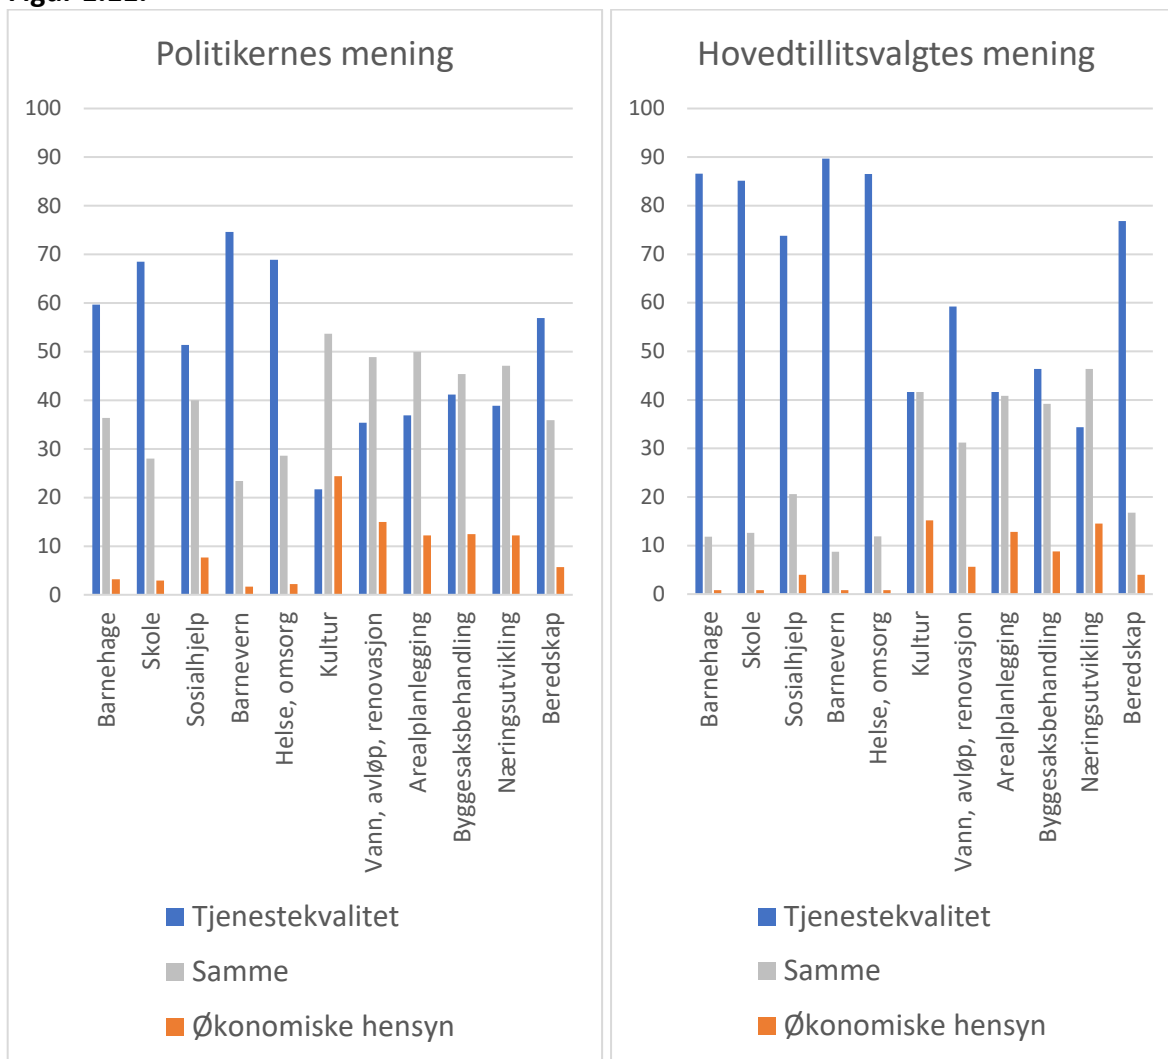 Politikernes mening
100
90
80
70
60
50
40
30
20
10
0
Barnehage
Skole
Sosialhjelp
Barnevern
Helse, omsorg
Kultur
Vann, avløp, renovasjon
Arealplanlegging
Byggesaksbehandling
Næringsutvikling
Beredskap
Tjenestekvalitet
Samme
Økonomiske hensyn
Hovedtillitsvalgtes mening
100
90
80
70
60
50
40
30
20
10
0
Barnehage
Skole
Sosialhjelp
Barnevern
Helse, omsorg
Kultur
Vann, avløp, renovasjon
Arealplanlegging
Byggesaksbehandling
Næringsutvikling
Beredskap
Tjenestekvalitet
Samme
Økonomiske hensyn